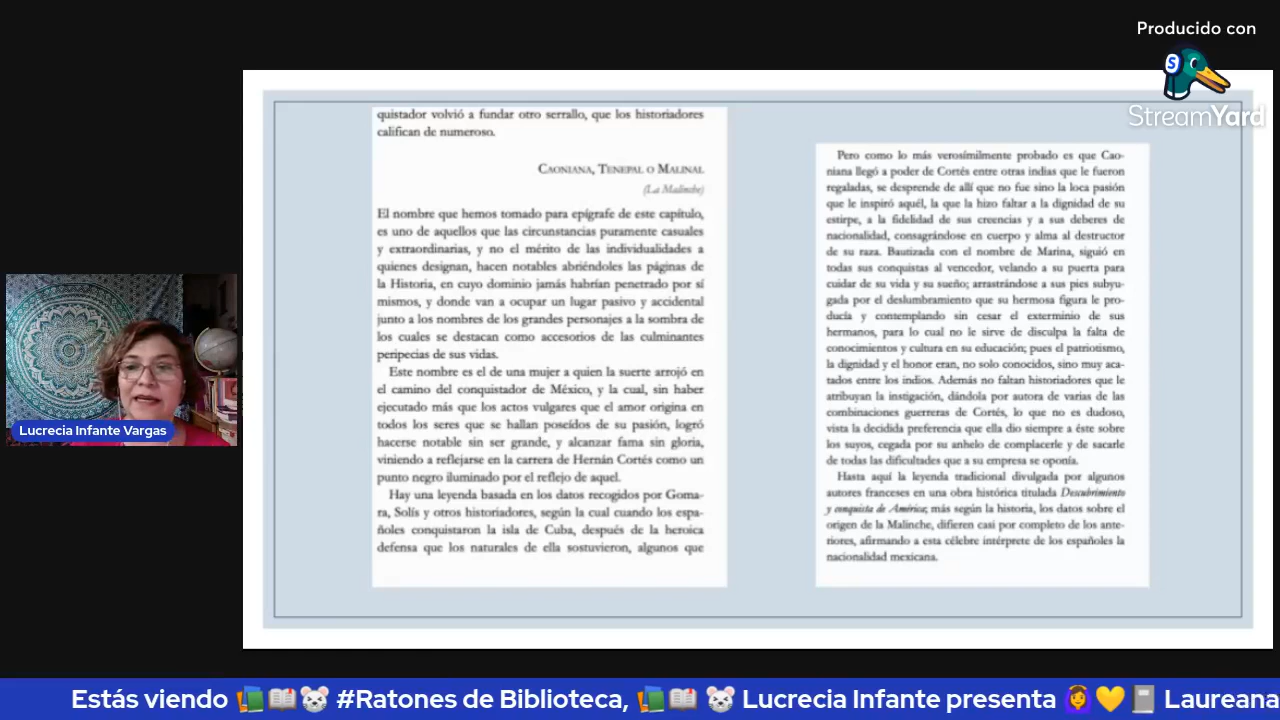 Producido con
StreamYard
quistador volvió a fundar otro serrallo, que los historiadores
califican de numeroso.
CAONIANA, TENEPAL O MALINAL
(La Malinche)
El nombre que hemos tomado para epígrafe de este capítulo,
es uno de aquellos que las circunstancias puramente casuales
y extraordinarias, y no el mérito de las individualidades a
quienes designan, hacen notables abriéndoles las páginas de
la Historia, en cuyo dominio jamás habrían penetrado por sí
mismos, y donde van a ocupar un lugar pasivo y accidental
junto a los nombres de los grandes personajes a la sombra de
los cuales se destacan como accesorios de las culminantes
peripecias de sus vidas.
Este nombre es el de una mujer a quien la suerte arrojó en
el camino del conquistador de México, y la cual, sin haber
ejecutado más que los actos vulgares que el amor origina en
todos los seres que se hallan poseídos de su pasión, logró
hacerse notable sin ser grande, y alcanzar fama sin gloria,
viniendo a reflejarse en la carrera de Hernán Cortés como un
punto negro iluminado por el reflejo de aquel.
Hay una leyenda basada en los datos recogidos por Goma-
ra, Solís y otros historiadores, según la cual cuando los espa-
ñoles conquistaron la isla de Cuba, después de la heroica
defensa que los naturales de ella sostuvieron, algunos que
Pero como lo más verosímilmente probado es que Cao-
niana llegó a poder de Cortés entre otras indias que le fueron
regaladas, se desprende de allí que no fue sino la loca pasión
que le inspiró aquél, la que la hizo faltar a la dignidad de su
estirpe, a la fidelidad de sus creencias y a sus deberes de
nacionalidad, consagrándose en cuerpo y alma al destructor
de su raza. Bautizada con el nombre de Marina, siguió en
todas sus conquistas al vencedor, velando a su puerta para
cuidar de su vida y su sueño; arrastrándose a sus pies subyu-
gada por el deslumbramiento que su hermosa figura le pro-
ducía y contemplando sin cesar el exterminio de sus
hermanos, para lo cual no le sirve de disculpa la falta de
conocimientos y cultura en su educación; pues el patriotismo,
la dignidad y el honor eran, no solo conocidos, sino muy aca-
tados entre los indios. Además no faltan historiadores que le
atribuyan la instigación, dándola por autora de varias de las
combinaciones guerreras de Cortés, lo que no es dudoso,
vista la decidida preferencia que ella dio siempre a éste sobre
los suyos, cegada por su anhelo de complacerle y de sacarle
de todas las dificultades que a su empresa se oponía.
Hasta aquí la leyenda tradicional divulgada por algunos
autores franceses en una obra histórica titulada Descubrimiento
y conquista de América; más según la historia, los datos sobre el
origen de la Malinche, difieren casi por completo de los ante-
riores, afirmando a esta célebre intérprete de los españoles la
nacionalidad mexicana.
Lucrecia Infante Vargas
Estás viendo 📚📖🐭 #Ratones de Biblioteca, 📚📖 🐭 Lucrecia Infante presenta 🙋‍♀️💛📔 Laureana